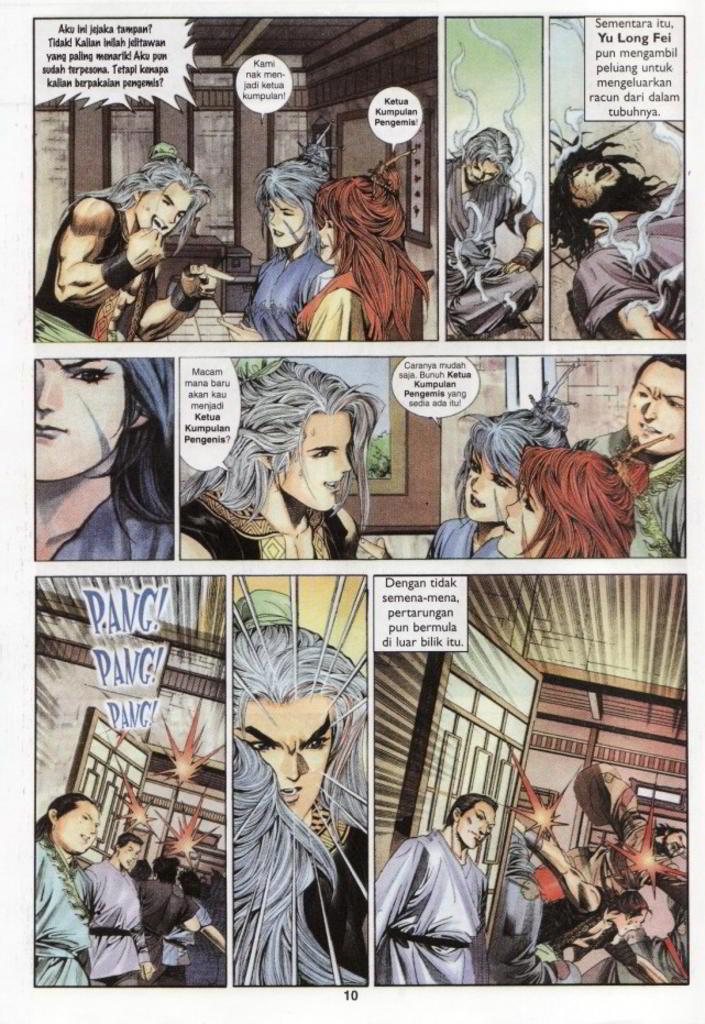 Aku ini jejaka tampan?
Tidak! Kalian inilah jelitawan
yang paling menarik! Aku pun
sudah terpesona. Tetapi kenapa
kalian berpakaian pengemis?
Kami
nak men-
jadi ketua
kumpulan!
Ketua
Kumpulan
Pengemis!
Sementara itu,
Yu Long Fei
pun mengambil
peluang untuk
mengeluarkan
racun dari dalam
tubuhnya.
Macam
mana baru
akan kau
menjadi
Ketua
Kumpulan
Pengenis?
Caranya mudah
saja. Bunuh Ketua
Kumpulan
Pengemis yang
sedia ada itu!
PANG!
PANG!
PANG!
Dengan tidak
semena-mena,
pertarungan
pun bermula
di luar bilik itu.
10